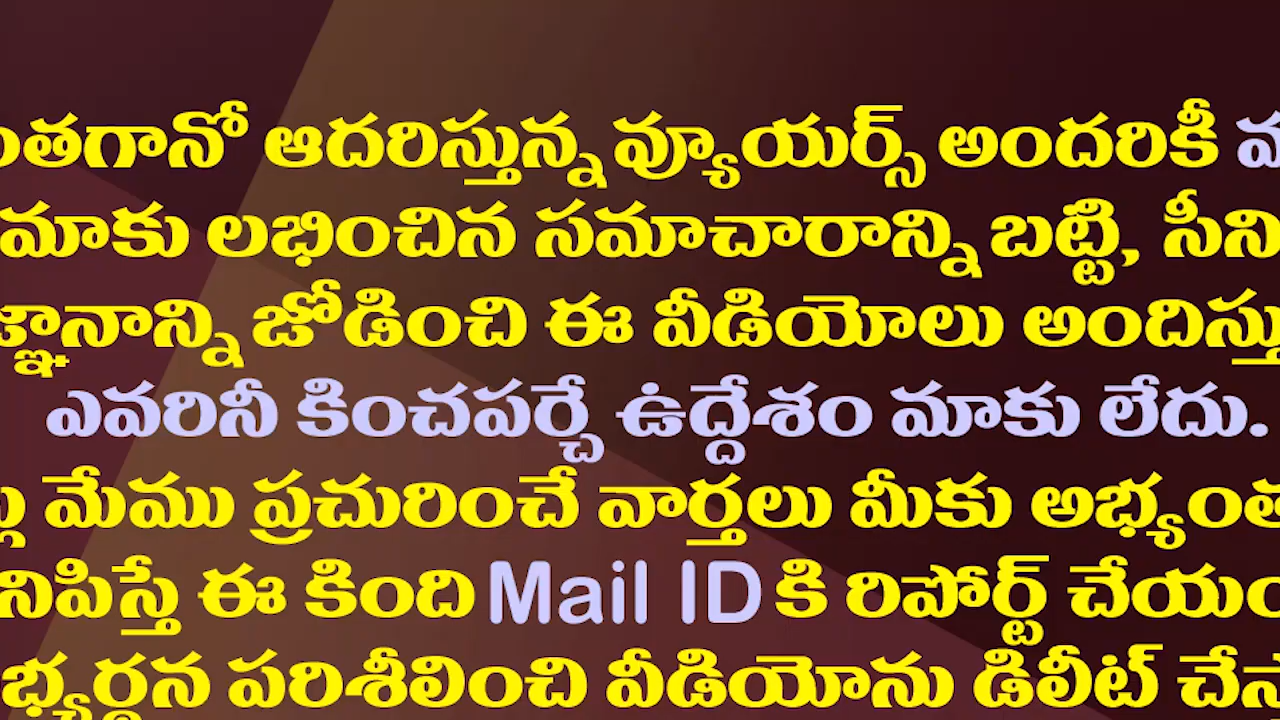 ఆదరిస్తున్న వ్యూయర్స్ అందరికీ
మాకు లభించిన సమాచారాన్ని బట్టి,
జోడించి ఈ వీడియోలు
ఎవరినీ కించపర్చే ఉద్దేశం మాకు లేదు.
మేము ప్రచురించే వార్తలు మీకు
ఈ కింది Mail ID కి రిపోర్ట్
పరిశీలించి వీడియోను డిలీట్